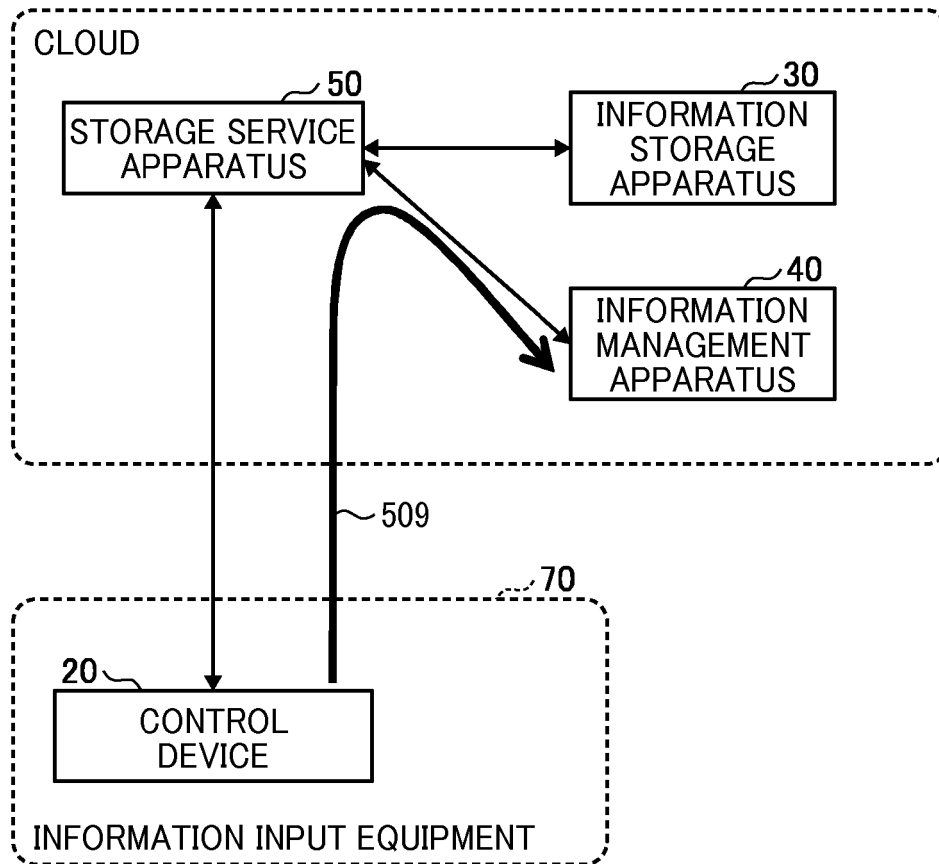 CLOUD
50
STORAGE SERVICE
APPARATUS
30
INFORMATION
STORAGE
APPARATUS
40
INFORMATION
MANAGEMENT
APPARATUS
509
70
20
CONTROL
DEVICE
INFORMATION INPUT EQUIPMENT